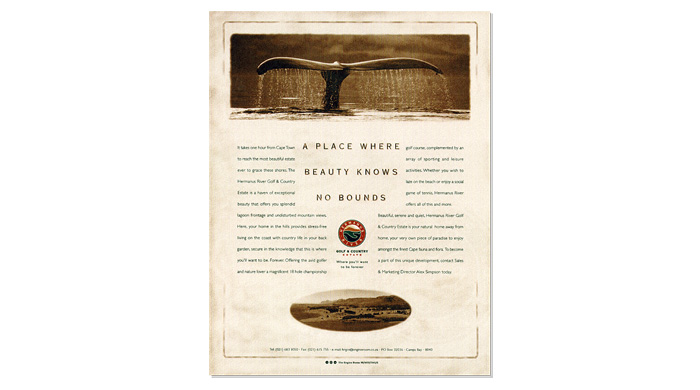 A PLACE WHERE
BEAUTY KNOWS
NO BOUNDS
It takes one hour from Cape Town
to reach the most beautiful estate
ever to grace these shores. The
Hermanus River Golf & Country
Estate is a haven of exceptional
beauty that offers you splendid
lagoon frontage and undisturbed mountain views.
Here, your home in the hills provides stress-free
living on the coast with country life in your back
garden, secure in the knowledge that this is where
you'll want to be. Forever. Offering the avid golfer
and nature lover a magnificent 18 hole championship
golf course, complemented by an
array of sporting and leisure
activities. Whether you wish to
laze on the beach or enjoy a social
game of tennis, Hermanus River
offers all of this and more.
Beautiful, serene and quiet, Hermanus River Golf
& Country Estate is your natural home away from
home, your very own piece of paradise to enjoy
amongst the finest Cape fauna and flora. To become
a part of this unique development, contact Sales
& Marketing Director Alex Simpson today.
HERMANUS
RIVER
GOLF & COUNTRY
ESTATE
Where you'll want
to be forever